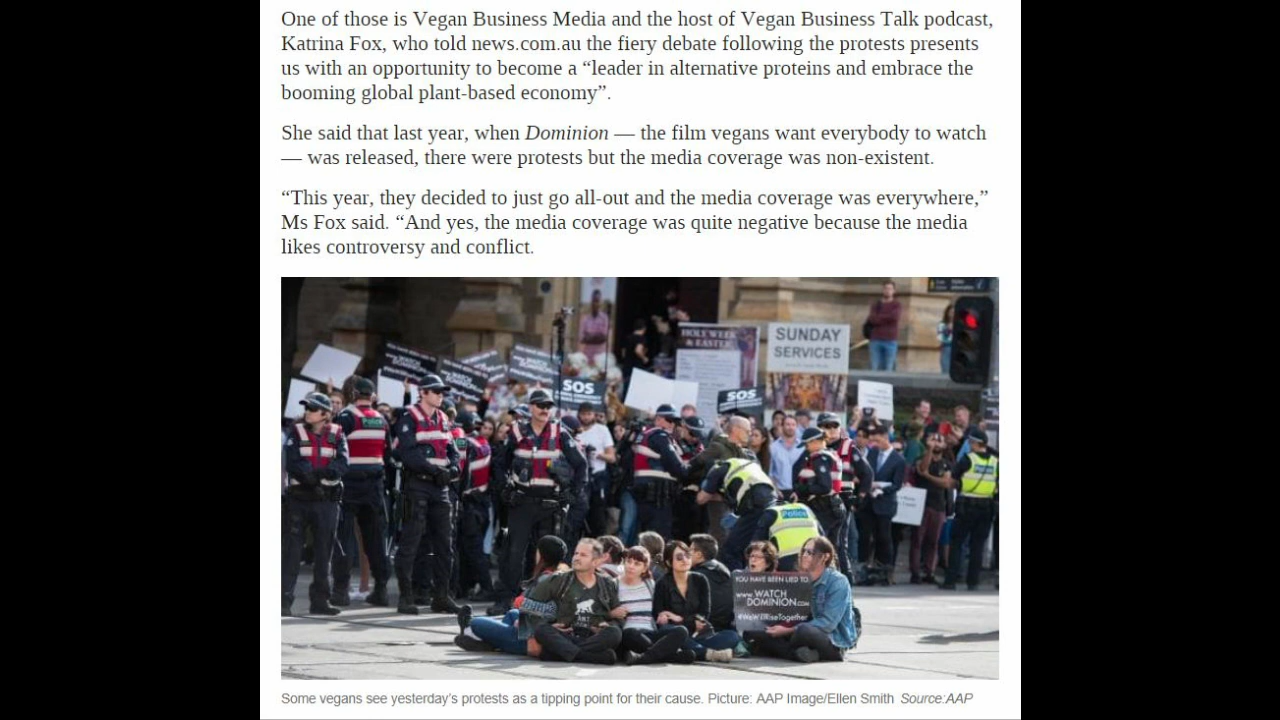 One of those is Vegan Business Media and the host of Vegan Business Talk podcast,
Katrina Fox, who told news.com.au the fiery debate following the protests presents
us with an opportunity to become a “leader in alternative proteins and embrace the
booming global plant-based economy”.
She said that last year, when Dominion — the film vegans want everybody to watch
— was released, there were protests but the media coverage was non-existent.
“This year, they decided to just go all-out and the media coverage was everywhere,”
Ms Fox said. “And yes, the media coverage was quite negative because the media
likes controversy and conflict.
HOLY WEEK
& EASTER
SUNDAY
SERVICES
SOS
SOS
Police
Police
YOU HAVE BEEN LIED TO.
www.WATCH
DOMINION.COM
#WeWillRiseTogether
Some vegans see yesterday’s protests as a tipping point for their cause. Picture: AAP Image/Ellen Smith Source:AAP